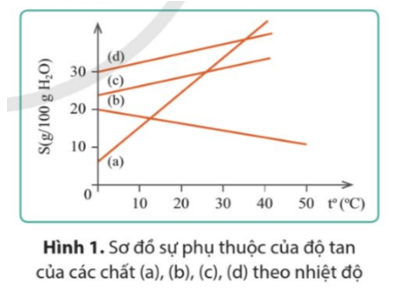 S(g/100 g H₂O)
30
20
10
0
(d)
(c)
(b)
(a)
10 20 30 40 50 t°(°C)
Hình 1. Sơ đồ sự phụ thuộc của độ tan
của các chất (a), (b), (c), (d) theo nhiệt độ